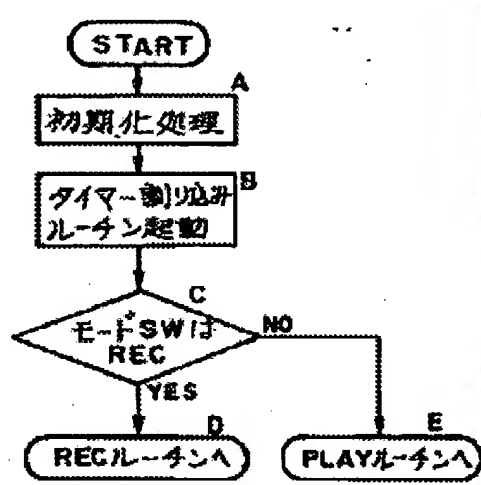 START
A
初期化処理
B
タイマー割り込み
ルーチン起動
C
モードSWは
REC
NO
YES
D
RECルーチンへ
E
PLAYルーチンへ